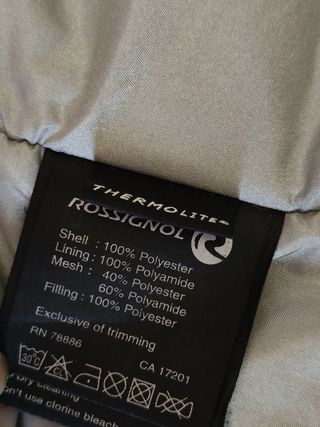 THERMOLITE®
ROSSIGNOL R
Shell : 100% Polyester
Lining : 100% Polyamide
Mesh : 40% Polyester
60% Polyamide
Filling : 100% Polyester
Exclusive of trimming
RN 78886 CA 17201
30°C
Dry cleaning
n't use clorine bleach